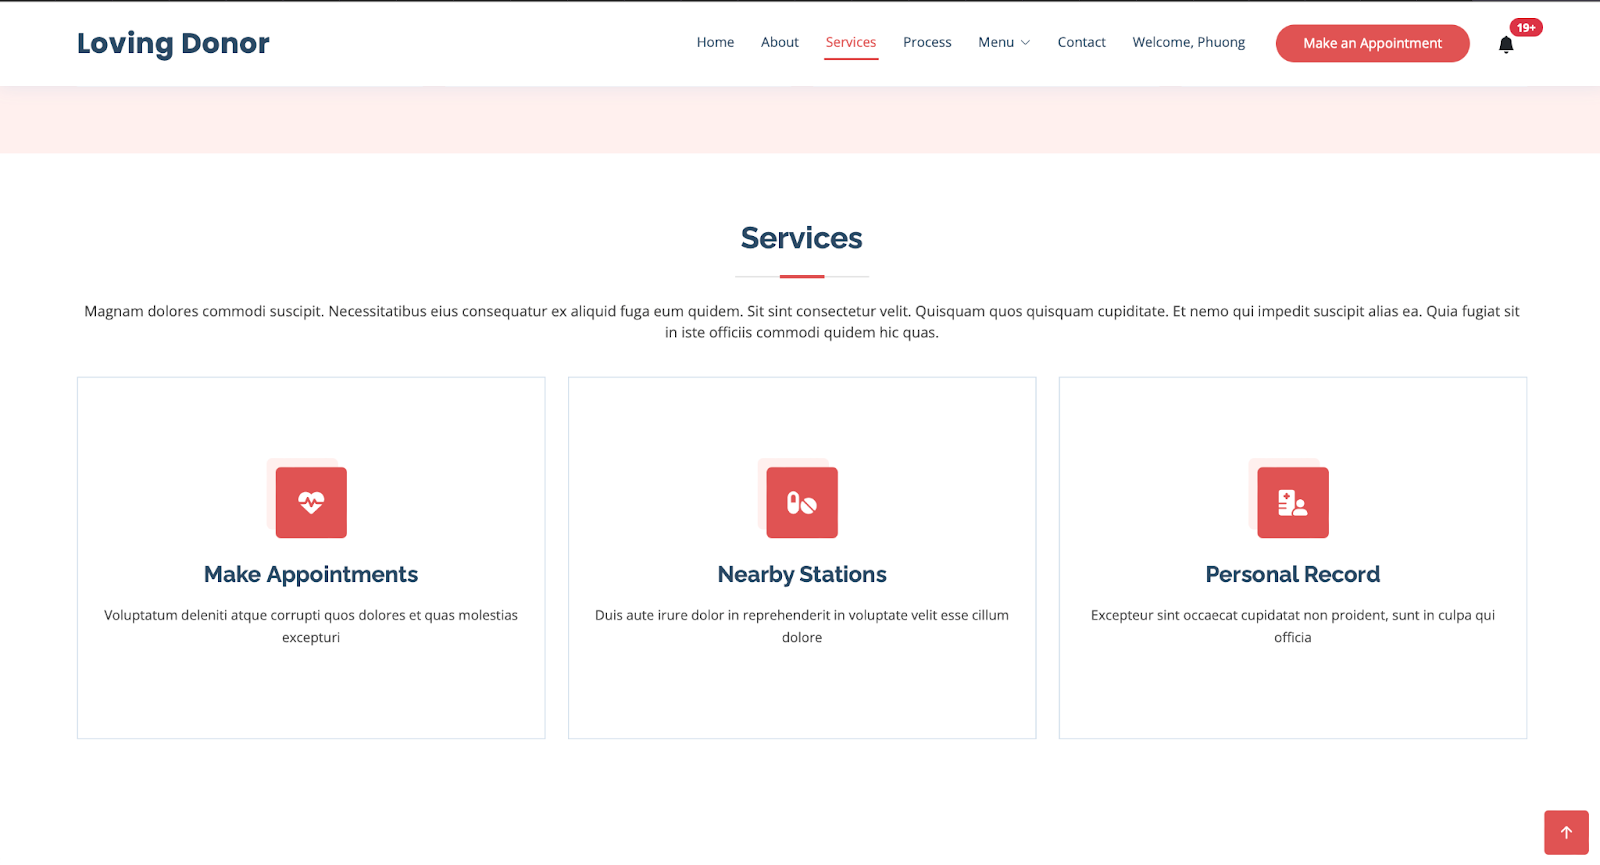 Loving Donor
Home About Services Process Menu Contact Welcome, Phuong Make an Appointment 19+
Services
Magnam dolores commodi suscipit. Necessitatibus eius consequatur ex aliquid fuga eum quidem. Sit sint consectetur velit. Quisquam quos quisquam cupiditate. Et nemo qui impedit suscipit alias ea. Quia fugiat sit
in iste officiis commodi quidem hic quas.
Make Appointments
Voluptatum deleniti atque corrupti quos dolores et quas molestias
excepturi
Nearby Stations
Duis aute irure dolor in reprehenderit in voluptate velit esse cillum
dolore
Personal Record
Excepteur sint occaecat cupidatat non proident, sunt in culpa qui
officia